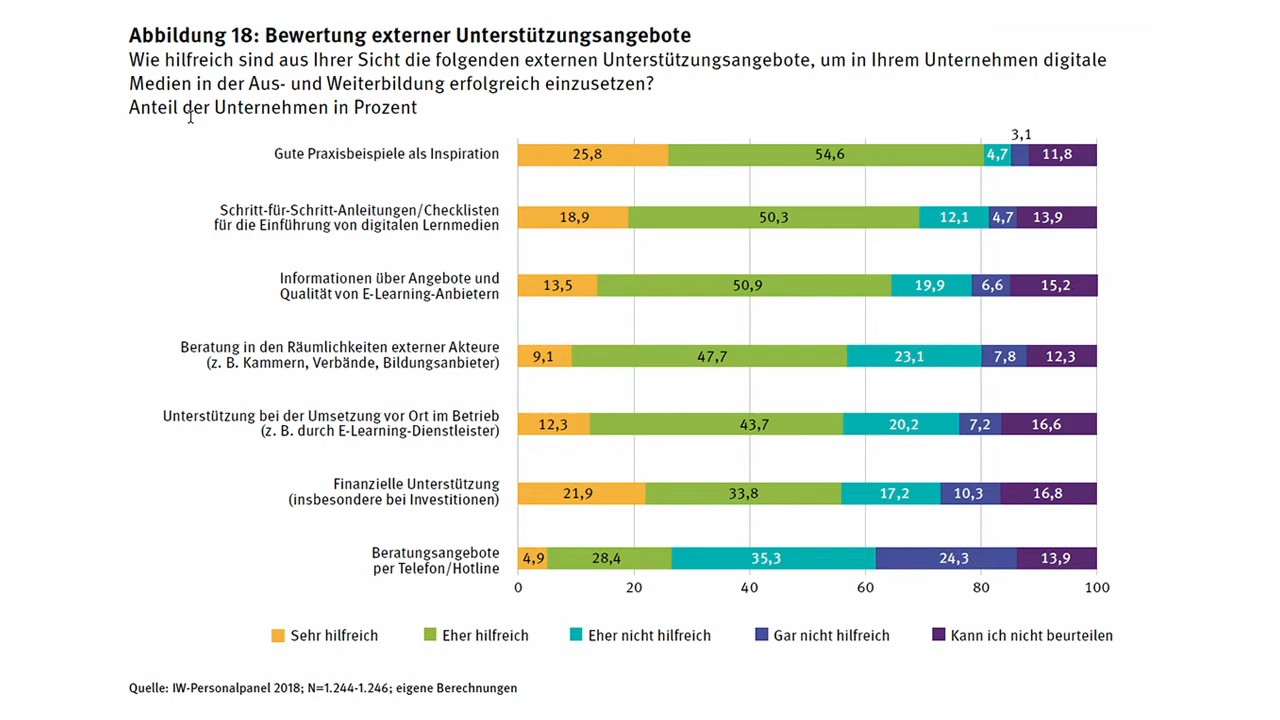 Abbildung 18: Bewertung externer Unterstützungsangebote
Wie hilfreich sind aus Ihrer Sicht die folgenden externen Unterstützungsangebote, um in Ihrem Unternehmen digitale
Medien in der Aus- und Weiterbildung erfolgreich einzusetzen?
Anteil der Unternehmen in Prozent
3,1
Gute Praxisbeispiele als Inspiration 25,8 54,6 4,7 11,8
Schritt-für-Schritt-Anleitungen/Checklisten
für die Einführung von digitalen Lernmedien
18,9 50,3 12,1 4,7 13,9
Informationen über Angebote und
Qualität von E-Learning-Anbietern
13,5 50,9 19,9 6,6 15,2
Beratung in den Räumlichkeiten externer Akteure
(z. B. Kammern, Verbände, Bildungsanbieter)
9,1 47,7 23,1 7,8 12,3
Unterstützung bei der Umsetzung vor Ort im Betrieb
(z. B. durch E-Learning-Dienstleister)
12,3 43,7 20,2 7,2 16,6
Finanzielle Unterstützung
(insbesondere bei Investitionen)
21,9 33,8 17,2 10,3 16,8
Beratungsangebote
per Telefon/Hotline
4,9 28,4 35,3 24,3 13,9
0 20 40 60 80 100
Sehr hilfreich Eher hilfreich Eher nicht hilfreich Gar nicht hilfreich Kann ich nicht beurteilen
Quelle: IW-Personalpanel 2018; N=1.244-1.246; eigene Berechnungen